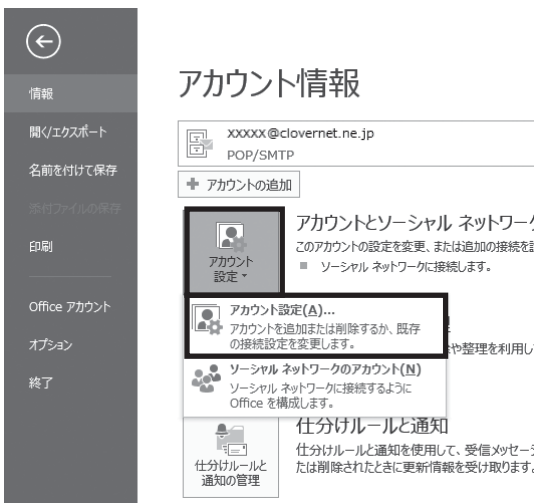 情報
開く/エクスポート
名前を付けて保存
添付ファイルの保存
印刷
Office アカウント
オプション
終了
アカウント情報
xxxxx@clovernet.ne.jp
POP/SMTP
アカウントの追加
アカウント
設定
アカウントとソーシャル ネットワーク
このアカウントの設定を変更、または追加の接続を
ソーシャル ネットワークに接続します。
アカウント設定(A)...
アカウントを追加または削除するか、既存
の接続設定を変更します。
や整理を利用し
ソーシャル ネットワークのアカウント(N)
ソーシャル ネットワークに接続するように
Office を構成します。
仕分けルールと
通知の管理
仕分けルールと通知
仕分けルールと通知を使用して、受信メッセー
たは削除されたときに更新情報を受け取ります